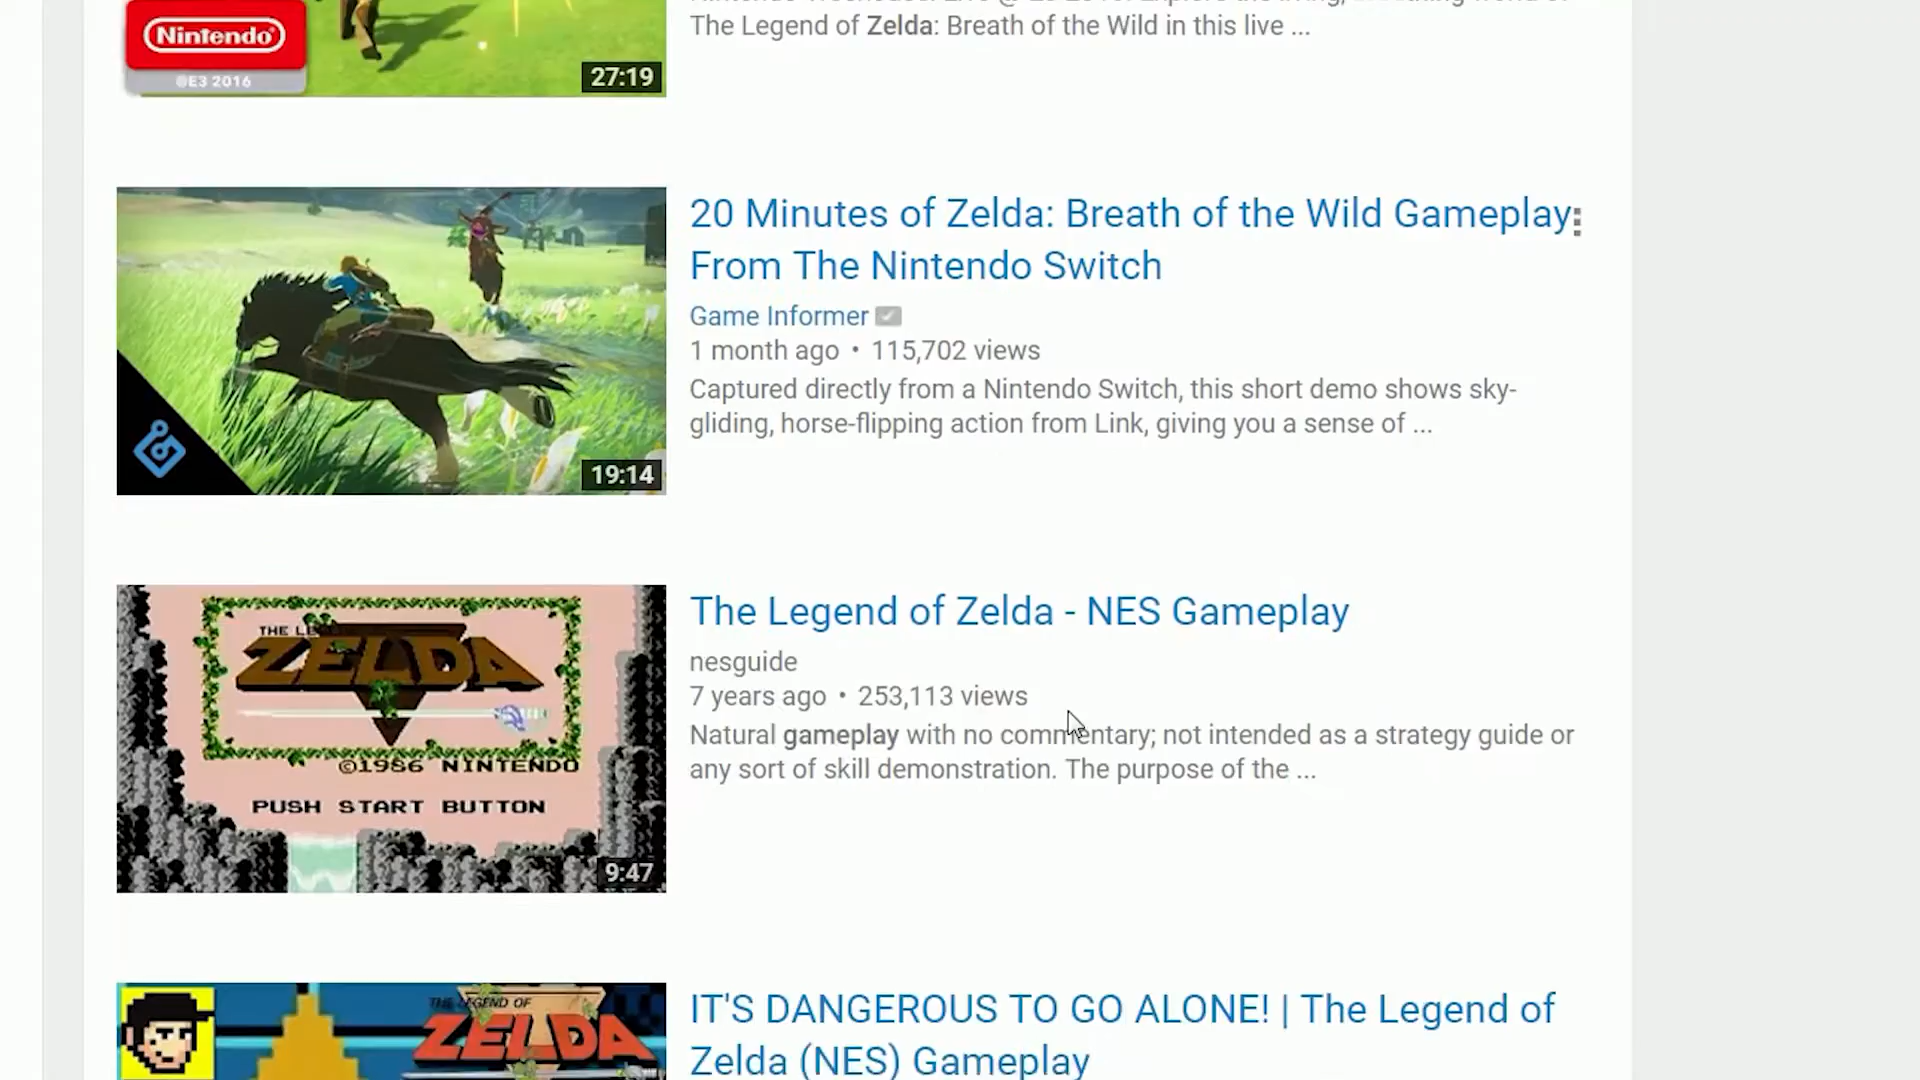 Nintendo
@E3 2016
27:19
The Legend of Zelda: Breath of the Wild in this live ...
20 Minutes of Zelda: Breath of the Wild Gameplay
From The Nintendo Switch
Game Informer
1 month ago • 115,702 views
Captured directly from a Nintendo Switch, this short demo shows sky-
gliding, horse-flipping action from Link, giving you a sense of ...
19:14
The Legend of Zelda - NES Gameplay
nesguide
7 years ago • 253,113 views
Natural gameplay with no commentary; not intended as a strategy guide or
any sort of skill demonstration. The purpose of the ...
ZELDA
©1986 NINTENDO
PUSH START BUTTON
9:47
IT'S DANGEROUS TO GO ALONE! | The Legend of
Zelda (NES) Gameplay
THE LEGEND OF
ZELDA